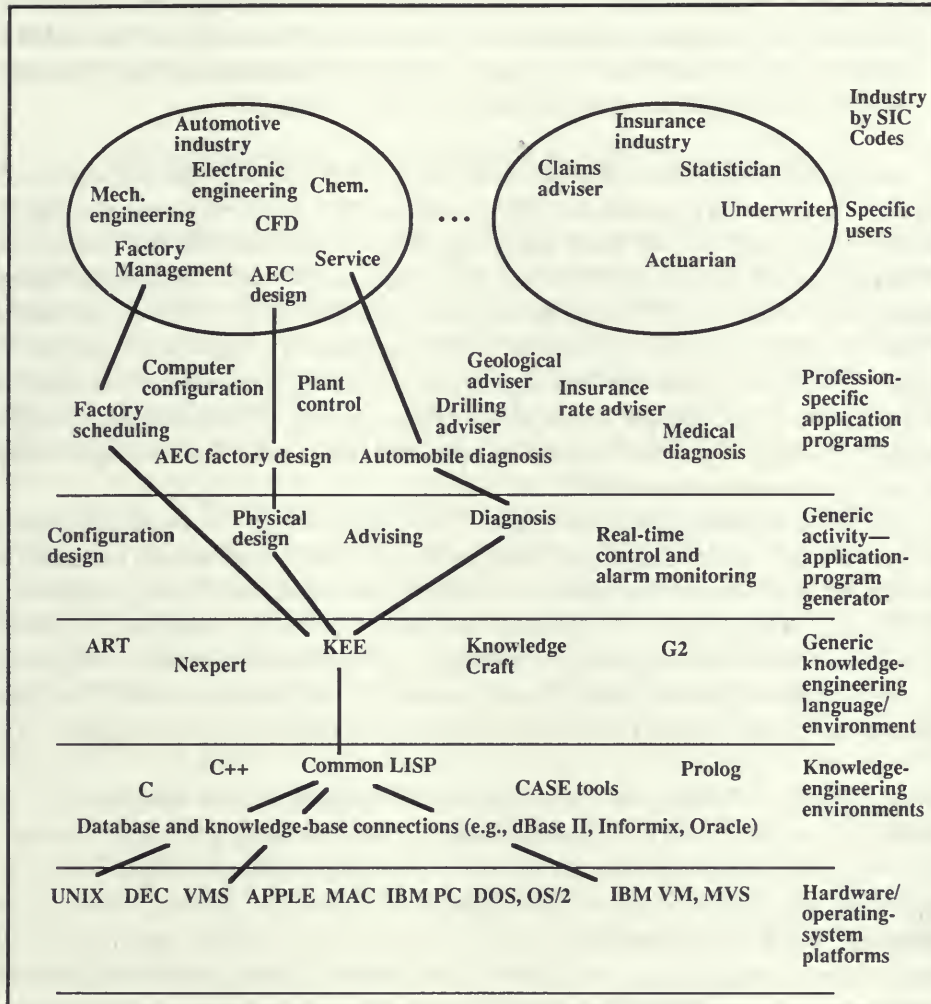 Industry
by SIC
Codes
Automotive
industry
Electronic
engineering
Chem.
Mech.
engineering
CFD
Factory
Management
Service
AEC
design
...
Insurance
industry
Claims
adviser
Statistician
Underwriter
Actuarian
Specific
users
Computer
configuration
Plant
control
Geological
adviser
Drilling
adviser
Insurance
rate adviser
Factory
scheduling
AEC factory design
Automobile diagnosis
Medical
diagnosis
Profession-
specific
application
programs
Configuration
design
Physical
design
Advising
Diagnosis
Real-time
control and
alarm monitoring
Generic
activity—
application-
program
generator
ART
Nexpert
KEE
Knowledge
Craft
G2
Generic
knowledge-
engineering
language/
environment
C
C++
Common LISP
CASE tools
Prolog
Knowledge-
engineering
environments
Database and knowledge-base connections (e.g., dBase II, Informix, Oracle)
UNIX DEC VMS APPLE MAC IBM PC DOS, OS/2 IBM VM, MVS
Hardware/
operating-
system
platforms